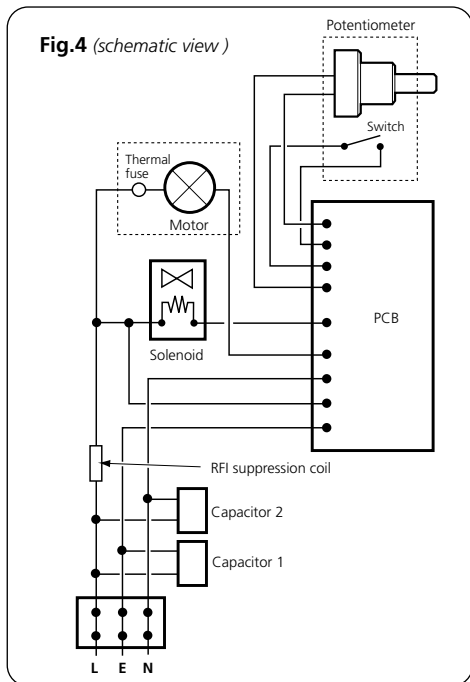 Fig.4 (schematic view )
Potentiometer
Switch
Thermal
fuse
Motor
Solenoid
PCB
RFI suppression coil
Capacitor 2
Capacitor 1
L E N